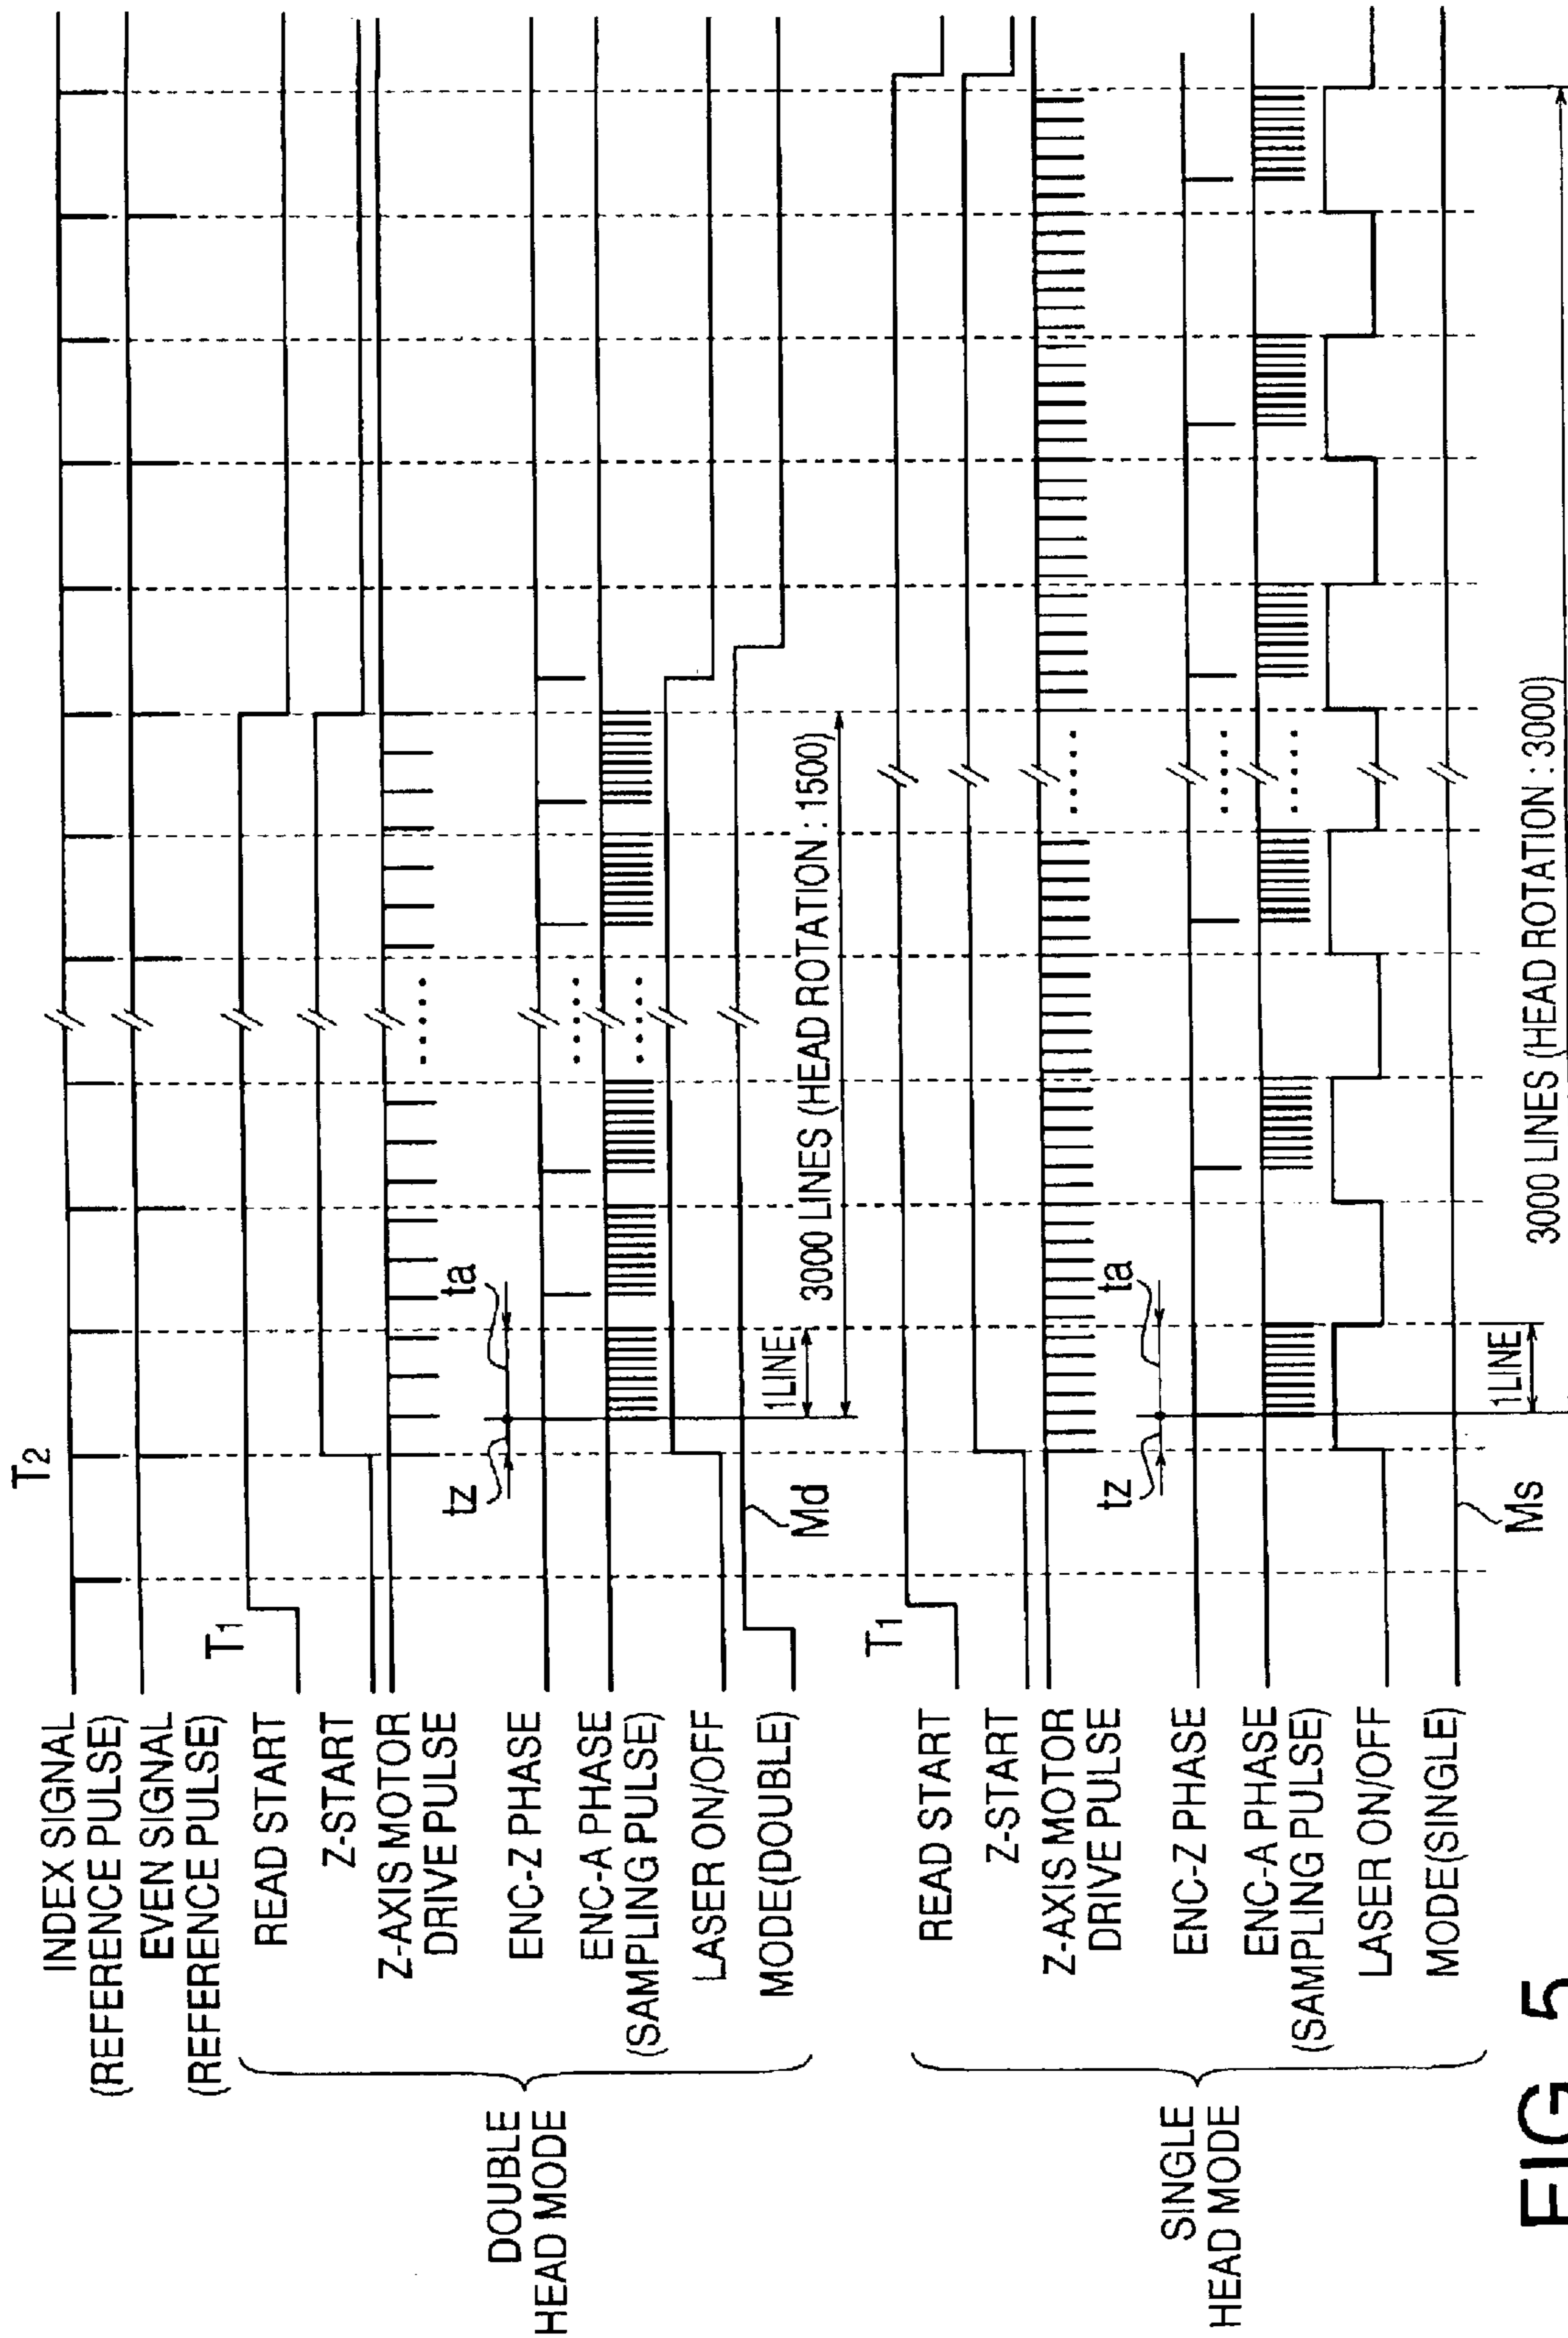 INDEX SIGNAL
(REFERENCE PULSE)
EVEN SIGNAL
(REFERENCE PULSE)
T2
DOUBLE
HEAD MODE
READ START
T1
Z-START
Z-AXIS MOTOR
DRIVE PULSE
tz
ta
ENC-Z PHASE
ENC-A PHASE
(SAMPLING PULSE)
LASER ON/OFF
MODE(DOUBLE)
Md
1LINE
3000 LINES (HEAD ROTATION : 1500)
SINGLE
HEAD MODE
READ START
T1
Z-START
Z-AXIS MOTOR
DRIVE PULSE
tz
ta
ENC-Z PHASE
ENC-A PHASE
(SAMPLING PULSE)
LASER ON/OFF
MODE(SINGLE)
Ms
1LINE
3000 LINES (HEAD ROTATION : 3000)
FIG. 5